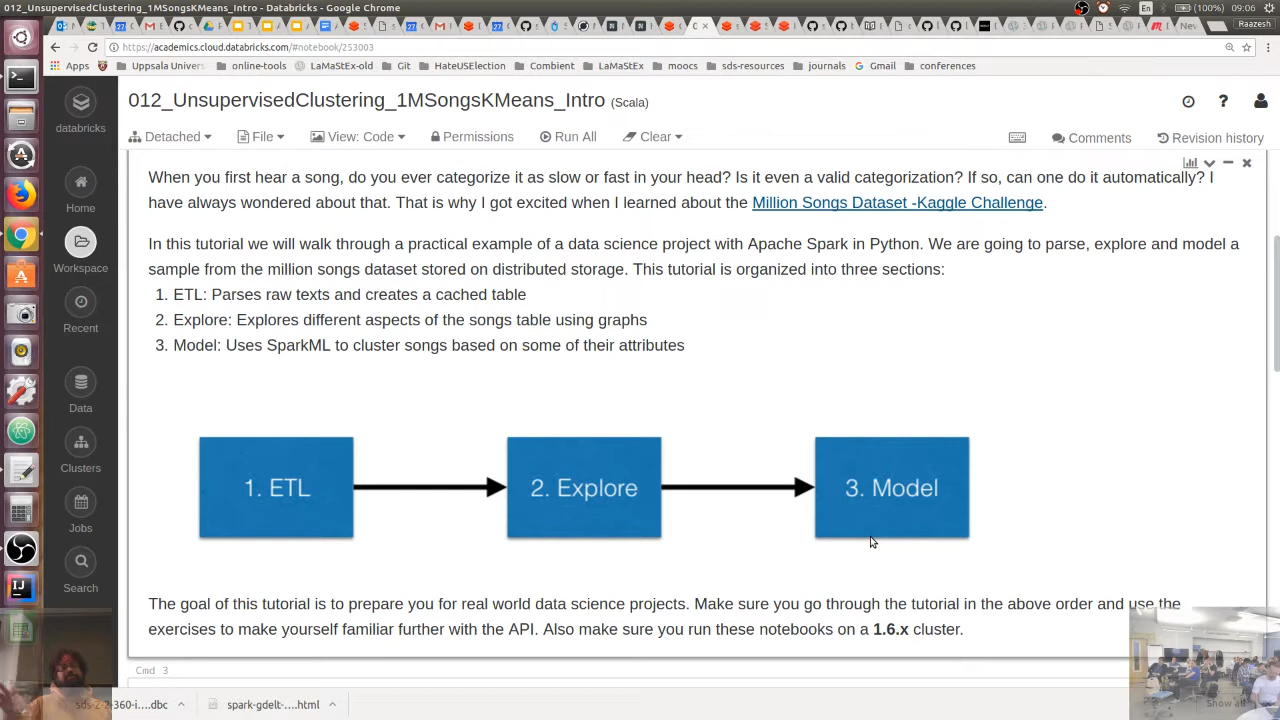 012_UnsupervisedClustering_1MSongsKMeans_Intro - Databricks - Google Chrome
En (100%) 09:06
Raazesh
https://academics.cloud.databricks.com/#notebook/253003
Apps Uppsala Univers online-tools LaMaStEx-old Git HateUSElection Combient LaMaStEx moocs sds-resources journals Gmail conferences
012_UnsupervisedClustering_1MSongsKMeans_Intro (Scala)
databricks
Detached File View: Code Permissions Run All Clear Comments Revision history
When you first hear a song, do you ever categorize it as slow or fast in your head? Is it even a valid categorization? If so, can one do it automatically? I
have always wondered about that. That is why I got excited when I learned about the Million Songs Dataset -Kaggle Challenge.
In this tutorial we will walk through a practical example of a data science project with Apache Spark in Python. We are going to parse, explore and model a
sample from the million songs dataset stored on distributed storage. This tutorial is organized into three sections:
1. ETL: Parses raw texts and creates a cached table
2. Explore: Explores different aspects of the songs table using graphs
3. Model: Uses SparkML to cluster songs based on some of their attributes
Home
Workspace
Recent
Data
Clusters
Jobs
Search
1. ETL
2. Explore
3. Model
The goal of this tutorial is to prepare you for real world data science projects. Make sure you go through the tutorial in the above order and use the
exercises to make yourself familiar further with the API. Also make sure you run these notebooks on a 1.6.x cluster.
Cmd 3
sds-2-2-360-i....dbc
spark-gdelt-....html
Show all